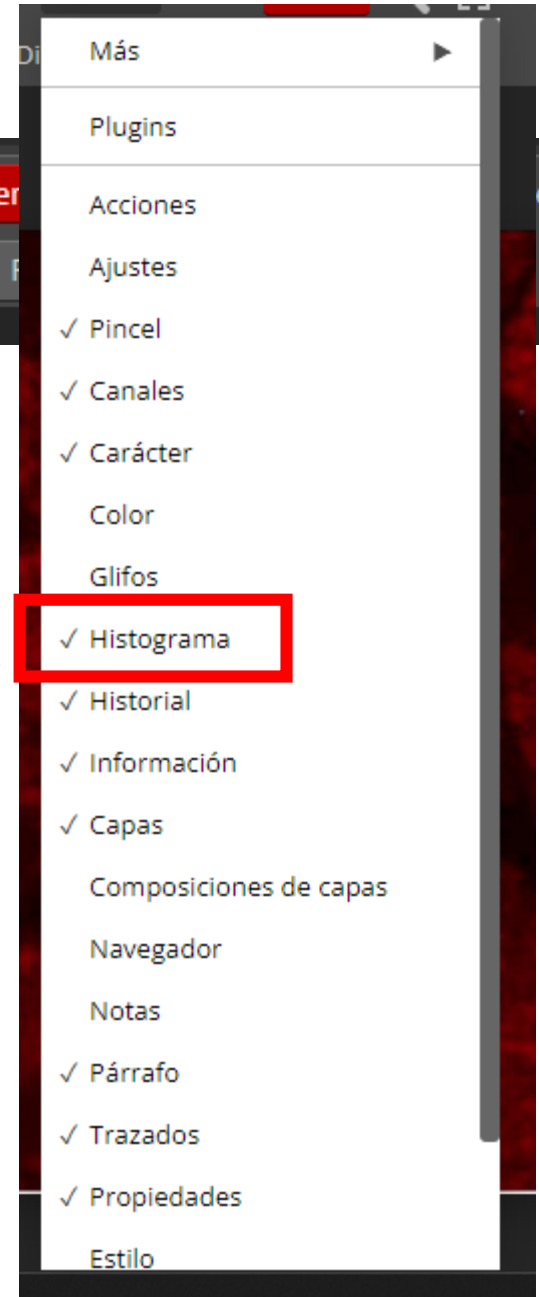 Más
Plugins
Acciones
Ajustes
✓ Pincel
✓ Canales
✓ Carácter
Color
Glifos
✓ Histograma
✓ Historial
✓ Información
✓ Capas
Composiciones de capas
Navegador
Notas
✓ Párrafo
✓ Trazados
✓ Propiedades
Estilo